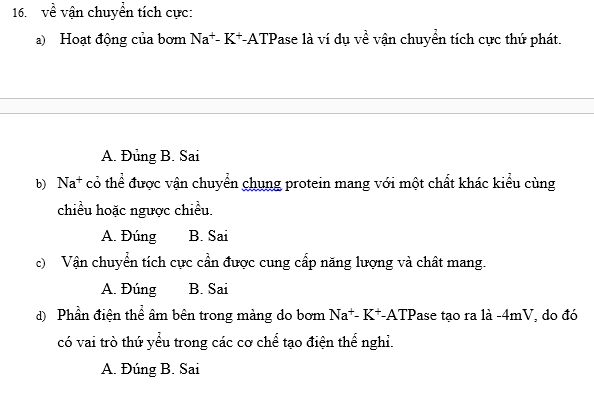 16. về vận chuyển tích cực:
a) Hoạt động của bơm Na⁺- K⁺-ATPase là ví dụ về vận chuyển tích cực thứ phát.
A. Đúng B. Sai
b) Na⁺ có thể được vận chuyển chung protein mang với một chất khác kiểu cùng
chiều hoặc ngược chiều.
A. Đúng B. Sai
c) Vận chuyển tích cực cần được cung cấp năng lượng và chât mang.
A. Đúng B. Sai
d) Phần điện thế âm bên trong màng do bơm Na⁺- K⁺-ATPase tạo ra là -4mV, do đó
có vai trò thứ yếu trong các cơ chế tạo điện thế nghỉ.
A. Đúng B. Sai